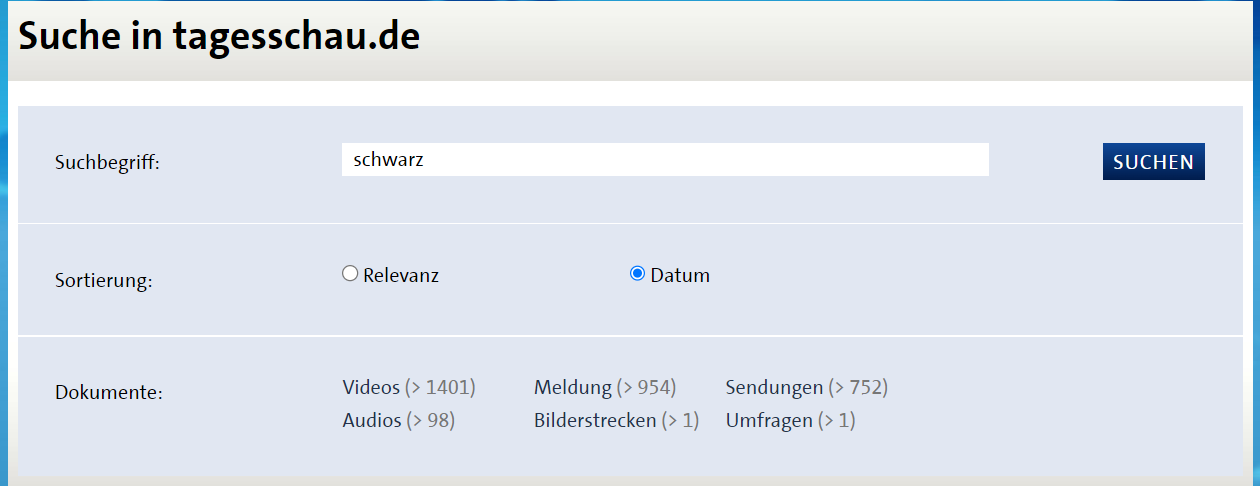 Suche in tagesschau.de
Suchbegriff: schwarz SUCHEN
Sortierung: Relevanz Datum
Dokumente: Videos (> 1401) Meldung (> 954) Sendungen (> 752)
Audios (> 98) Bilderstrecken (> 1) Umfragen (> 1)